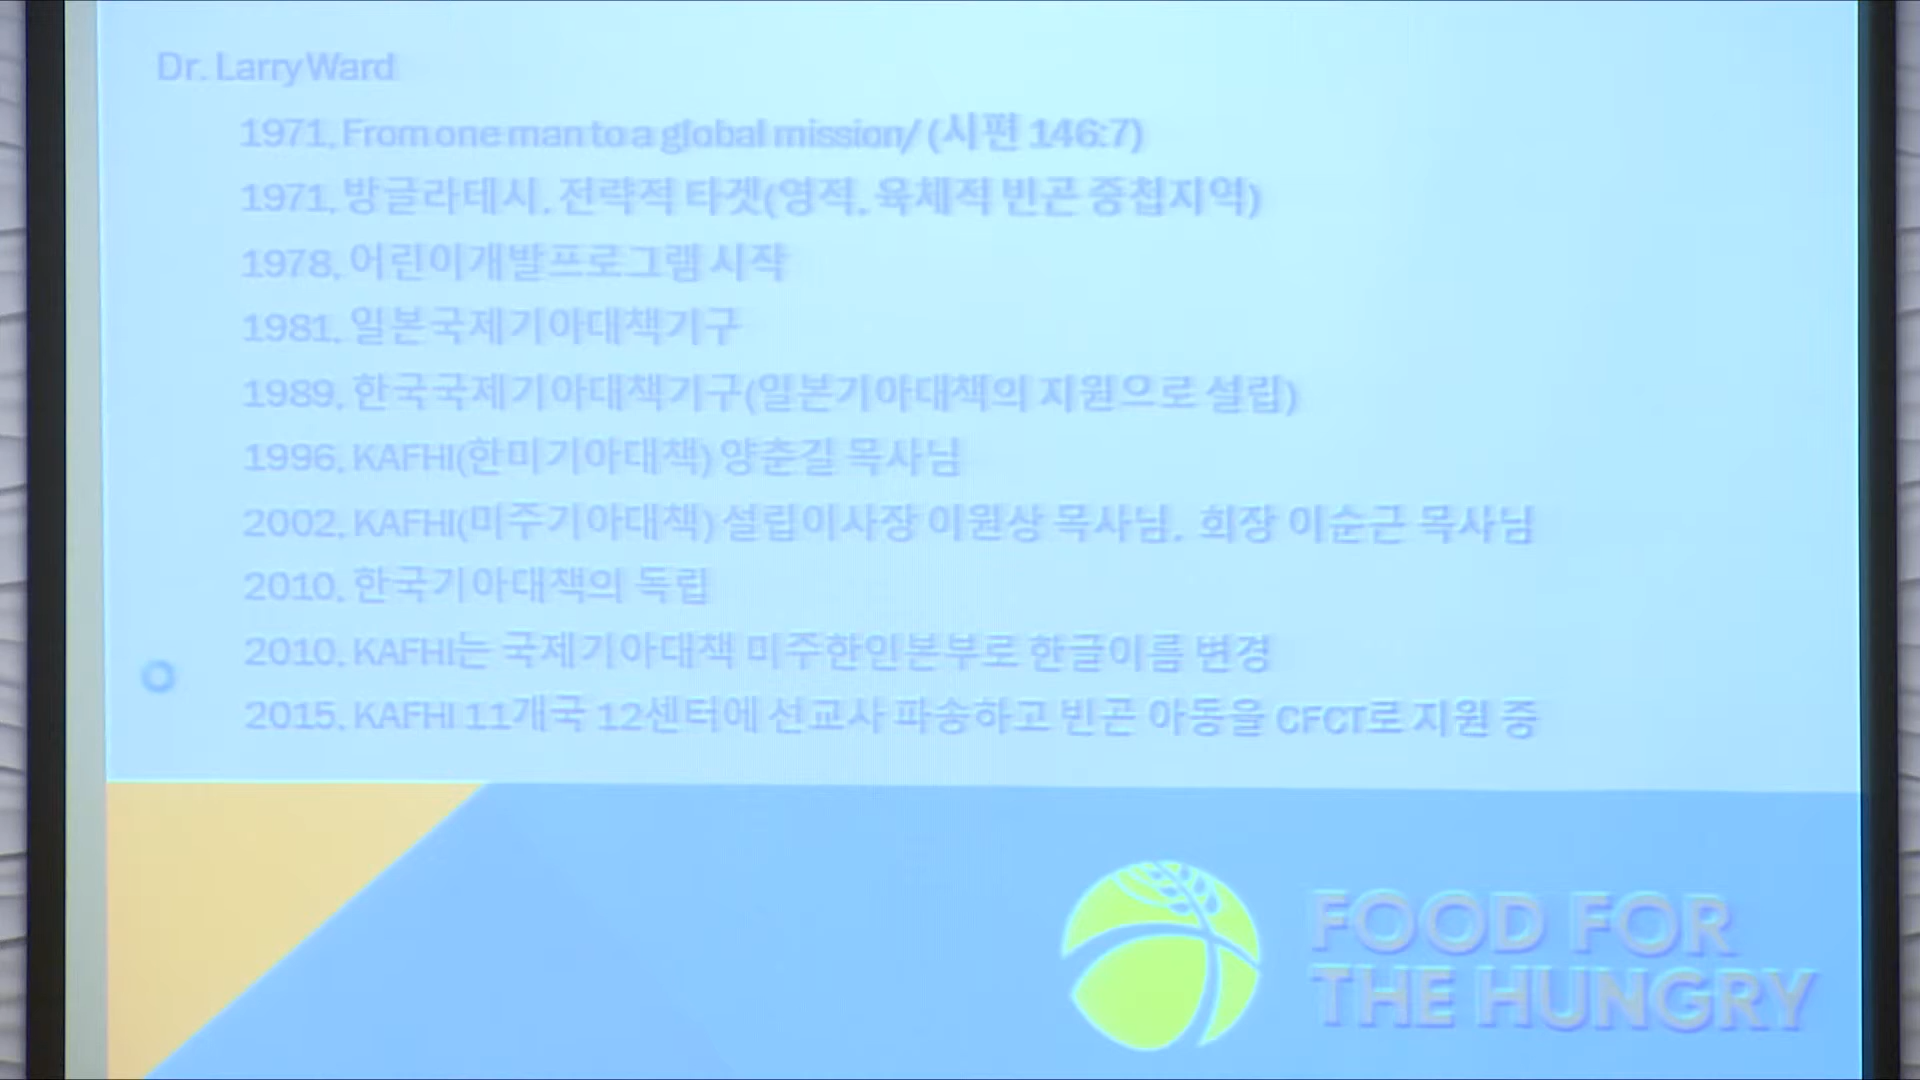 Dr. Larry Ward
1971. From one man to a global mission/ (시편 146:7)
1971. 방글라데시. 전략적 타겟(영적. 육체적 빈곤 중첩지역)
1978. 어린이개발프로그램 시작
1981. 일본국제기아대책기구
1989. 한국국제기아대책기구(일본기아대책의 지원으로 설립)
1996. KAFHI(한미기아대책) 양춘길 목사님
2002. KAFHI(미주기아대책) 설립이사장 이원상 목사님. 회장 이순근 목사님
2010. 한국기아대책의 독립
2010. KAFHI는 국제기아대책 미주한인본부로 한글이름 변경
2015. KAFHI 11개국 12센터에 선교사 파송하고 빈곤 아동을 CFCT로 지원 중
FOOD FOR
THE HUNGRY